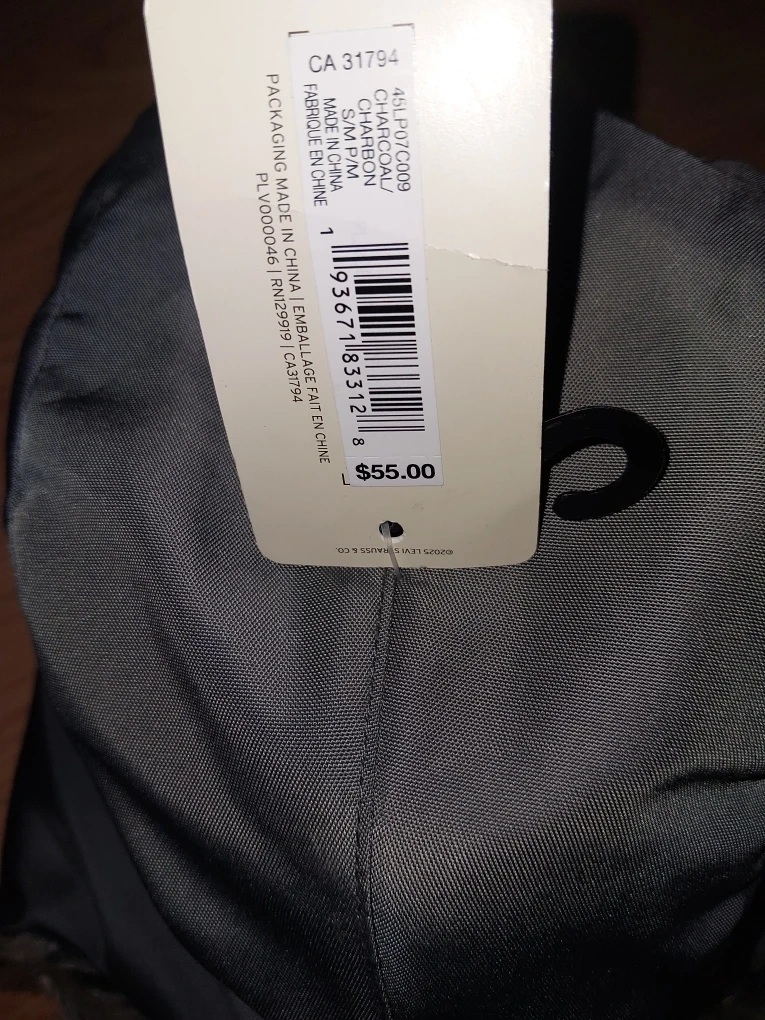 CA 31794
45LP07C009
CHARCOAL/
CHARBON
S/M P/M
MADE IN CHINA
FABRIQUE EN CHINE
1 93671 83312 8
$55.00
PACKAGING MADE IN CHINA | EMBALLAGE FAIT EN CHINE
PLV000046 | RN129919 | CA31794
©2025 LEVI STRAUSS & CO.